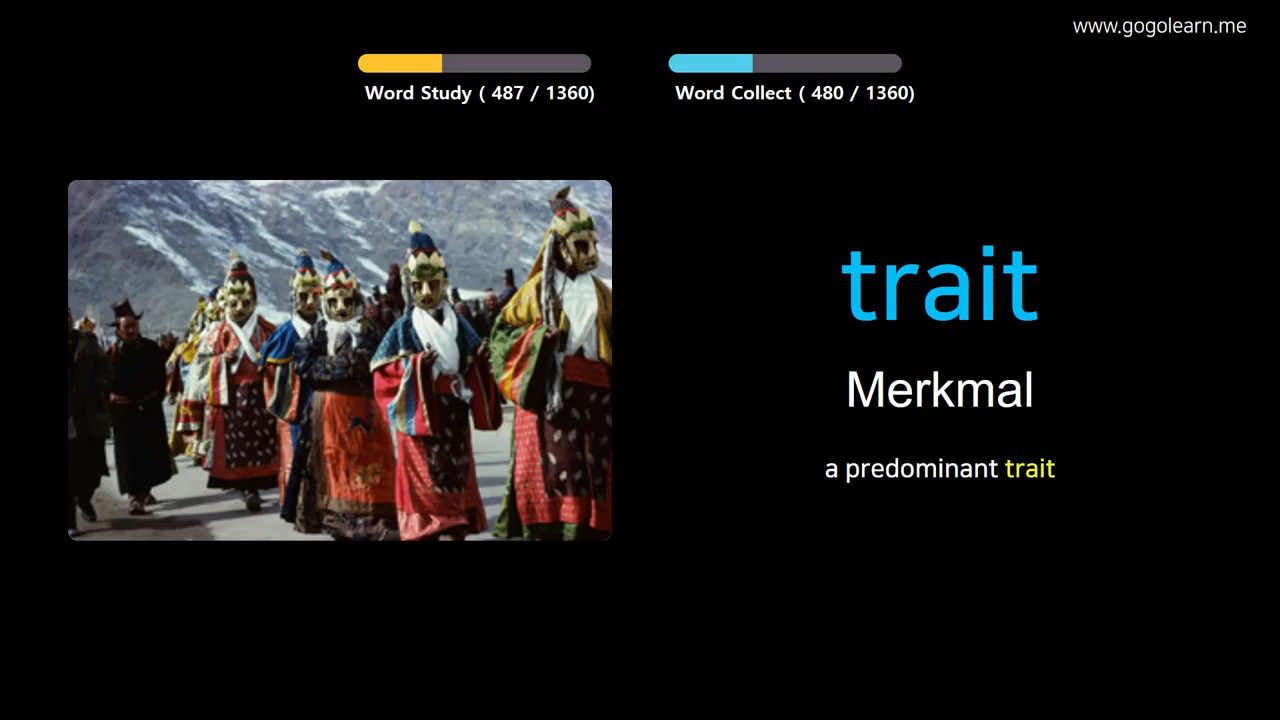 www.gogolearn.me
Word Study ( 487 / 1360)
Word Collect ( 480 / 1360)
trait
Merkmal
a predominant trait